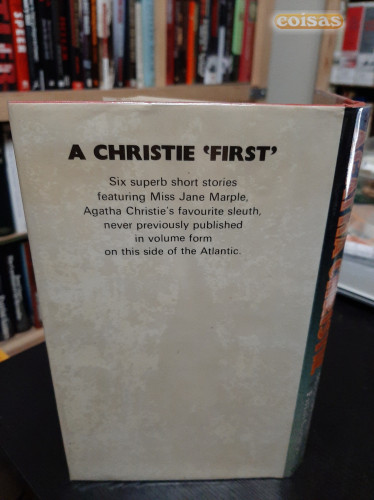 coisas
A CHRISTIE ‘FIRST’
Six superb short stories
featuring Miss Jane Marple,
Agatha Christie's favourite sleuth,
never previously published
in volume form
on this side of the Atlantic.